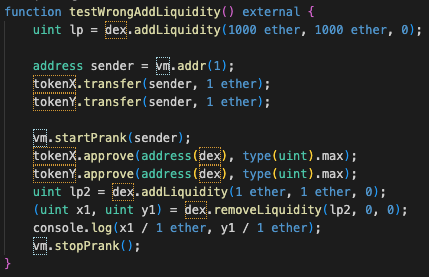 function testWrongAddLiquidity() external {
uint lp = dex.addLiquidity(1000 ether, 1000 ether, 0);
address sender = vm.addr(1);
tokenX.transfer(sender, 1 ether);
tokenY.transfer(sender, 1 ether);
vm.startPrank(sender);
tokenX.approve(address(dex), type(uint).max);
tokenY.approve(address(dex), type(uint).max);
uint lp2 = dex.addLiquidity(1 ether, 1 ether, 0);
(uint x1, uint y1) = dex.removeLiquidity(lp2, 0, 0);
console.log(x1 / 1 ether, y1 / 1 ether);
vm.stopPrank();
}